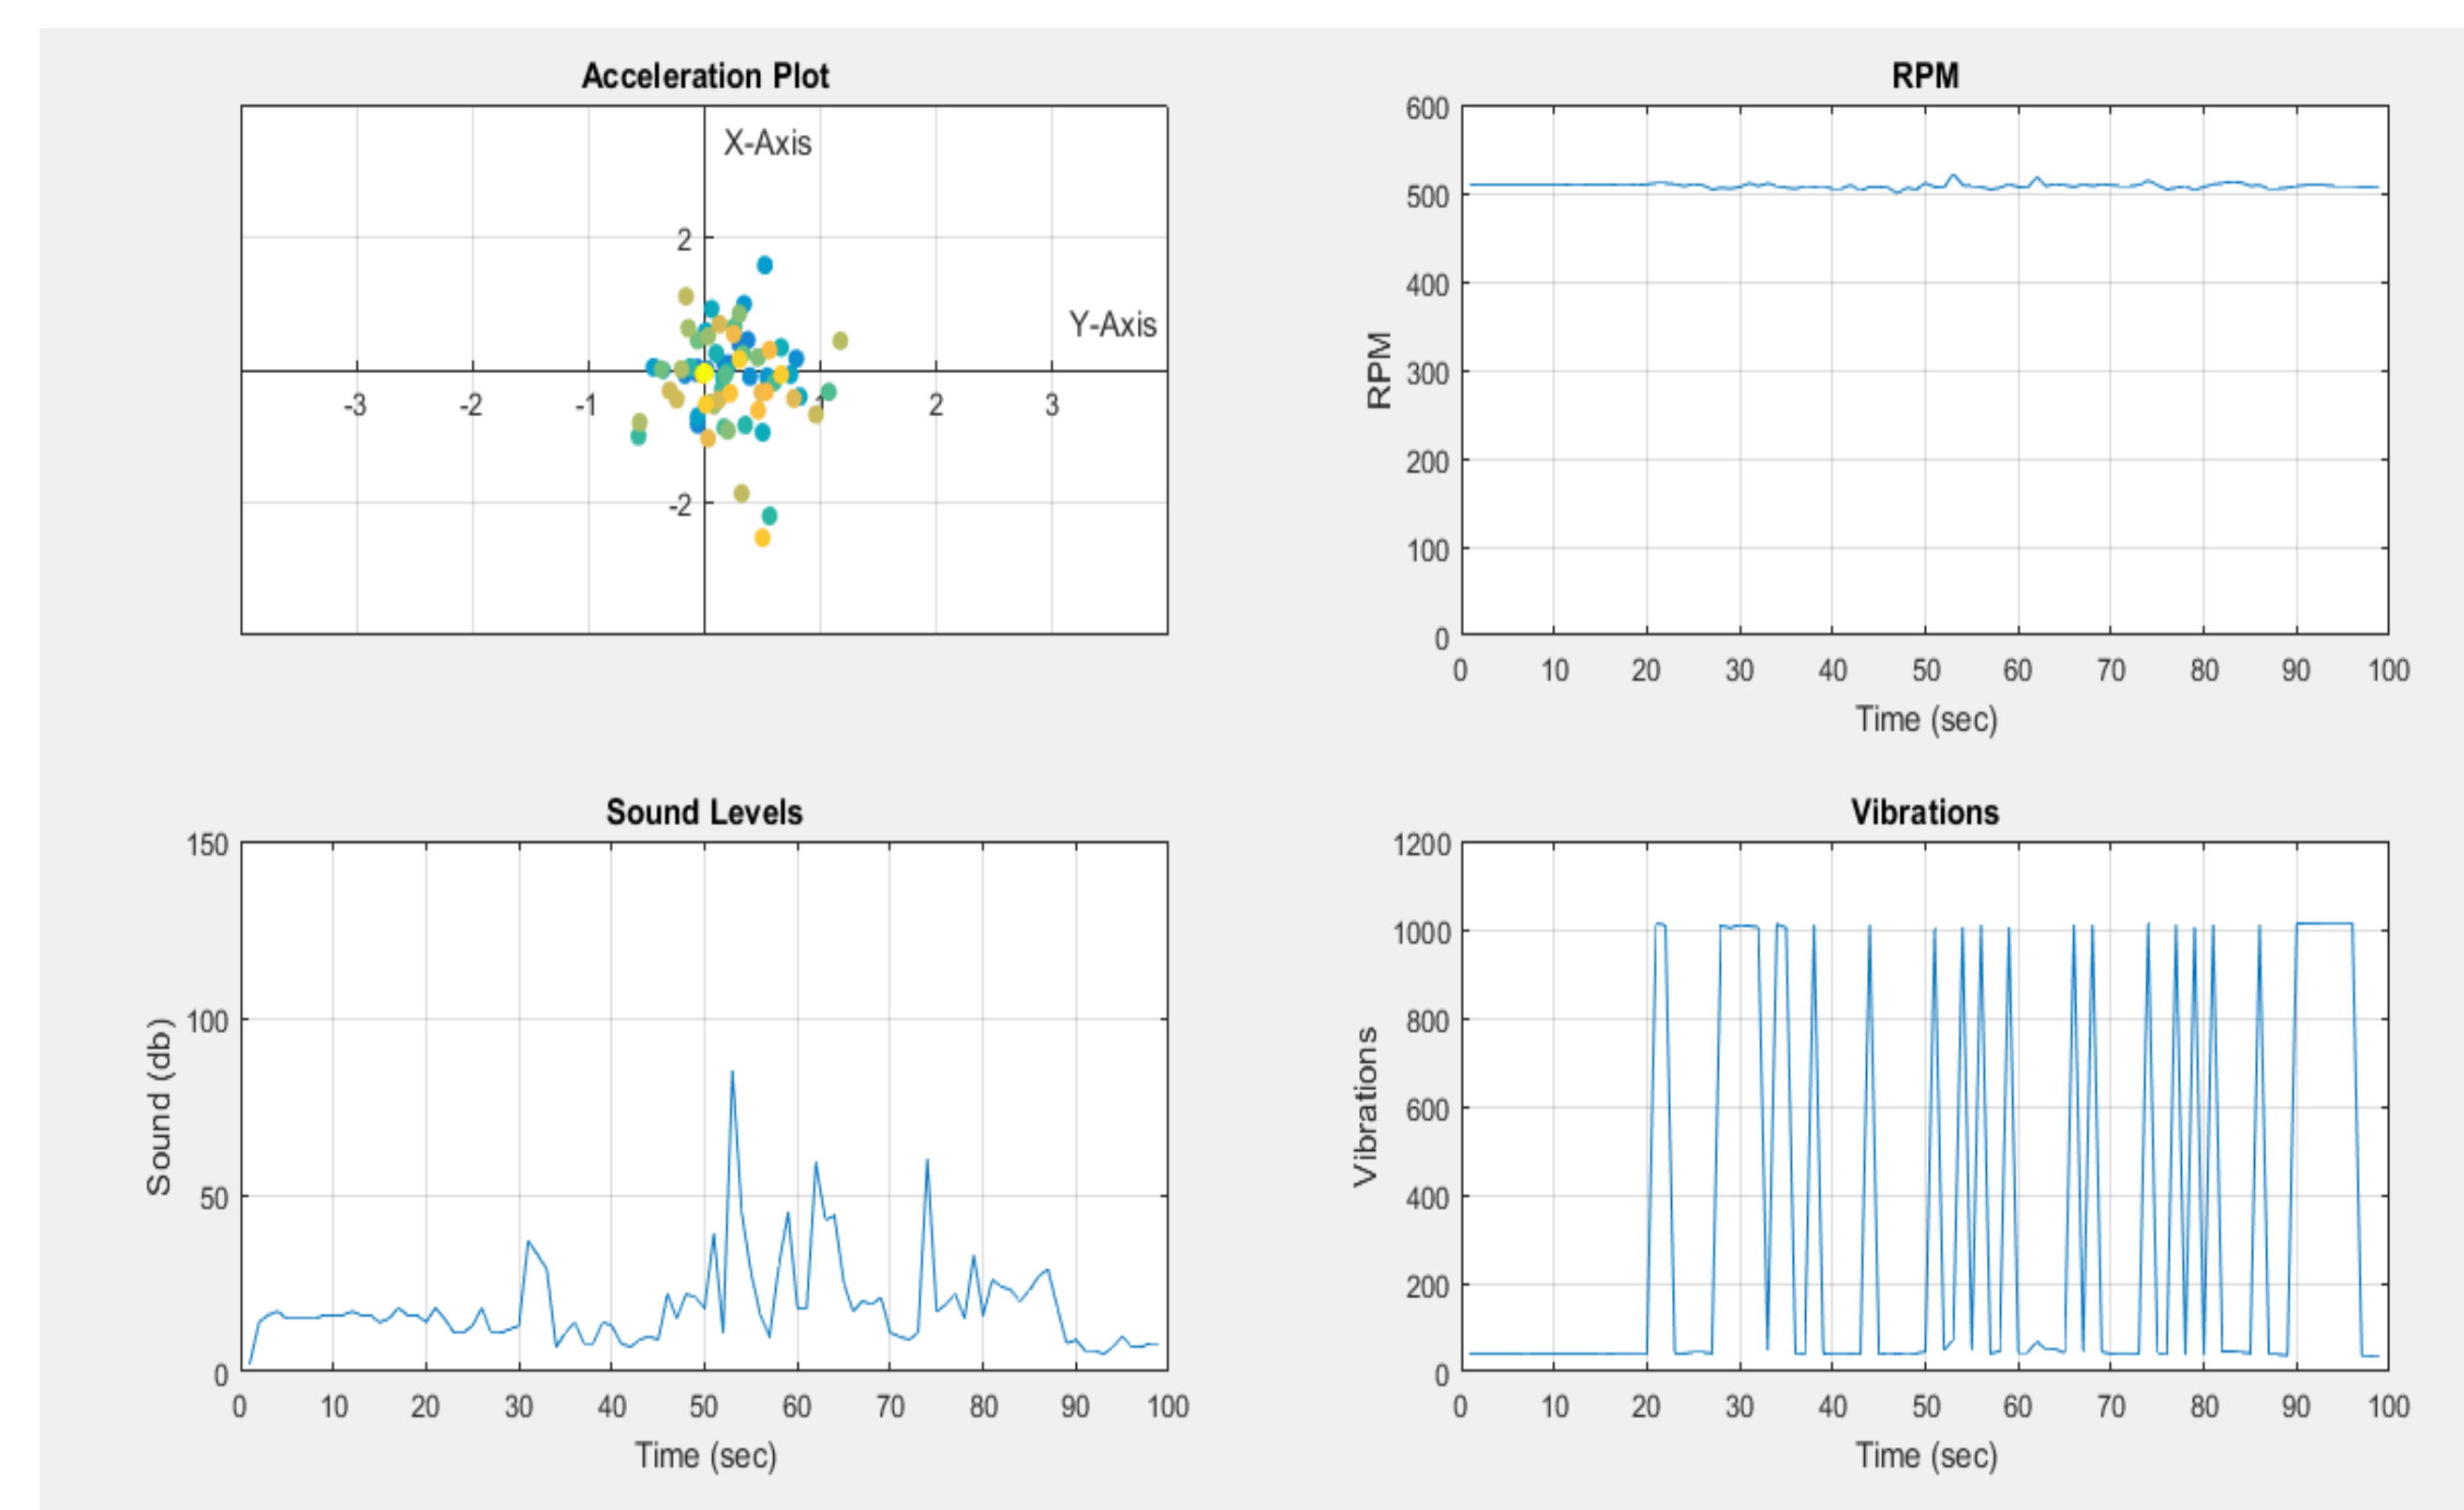 Acceleration Plot
X-Axis
2
Y-Axis
-3 -2 -1 1 2 3
-2
RPM
600
500
400
300
200
100
0
RPM
0 10 20 30 40 50 60 70 80 90 100
Time (sec)
Sound Levels
150
100
50
0
Sound (db)
0 10 20 30 40 50 60 70 80 90 100
Time (sec)
Vibrations
1200
1000
800
600
400
200
0
Vibrations
0 10 20 30 40 50 60 70 80 90 100
Time (sec)